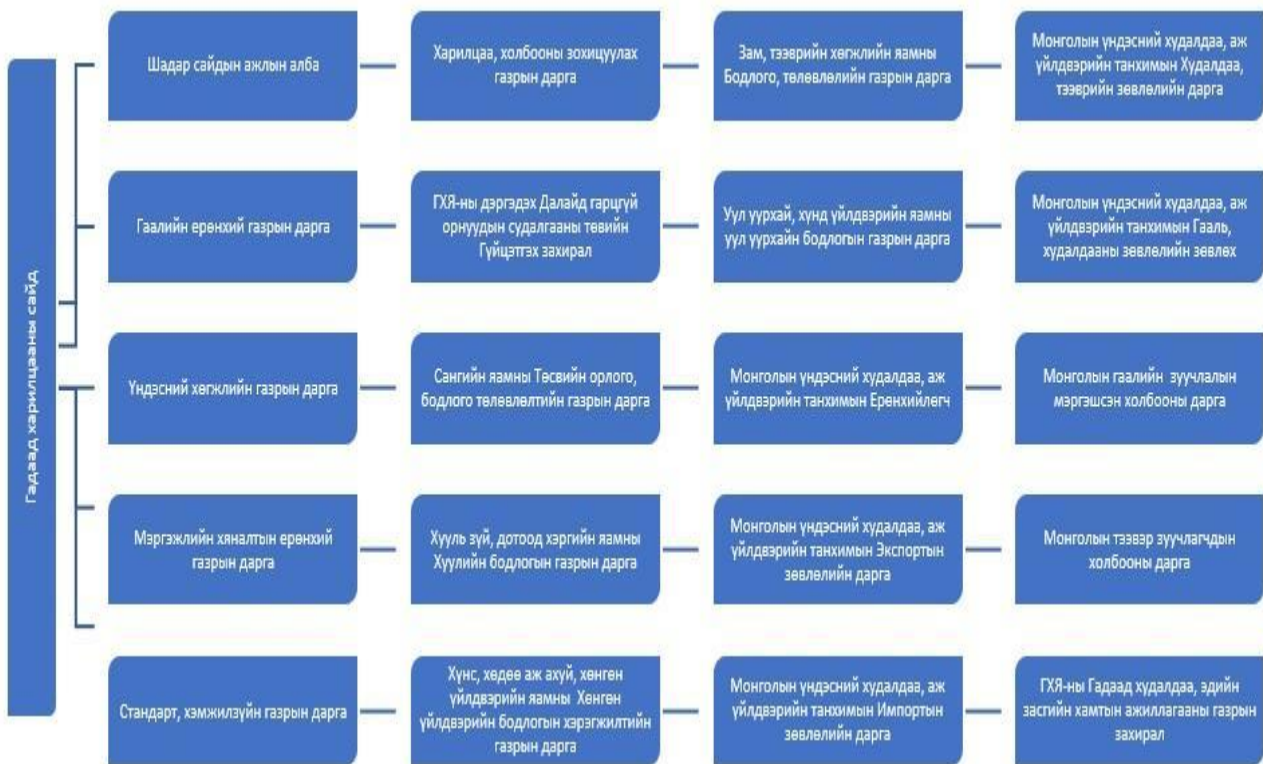 Гадаад харилцааны сайд
Шадар сайдын ажлын алба
Харилцаа, холбооны зохицуулах
газрын дарга
Зам, тээврийн хөгжлийн яамны
Бодлого, төлөвлөлийн газрын дарга
Монголын үндэсний худалдаа, аж
үйлдвэрийн танхимын Худалдаа,
тээврийн зөвлөлийн дарга
Гаалийн ерөнхий газрын дарга
ГХЯ-ны дэргэдэх Далайд гарцгүй
орнуудын судалгааны төвийн
Гүйцэтгэх захирал
Уул уурхай, хүнд үйлдвэрийн яамны
уул уурхайн бодлогын газрын дарга
Монголын үндэсний худалдаа, аж
үйлдвэрийн танхимын Гааль,
худалдааны зөвлөлийн зөвлөх
Үндэсний хөгжлийн газрын дарга
Сангийн яамны Төсвийн орлого,
бодлого төлөвлөлтийн газрын дарга
Монголын үндэсний худалдаа, аж
үйлдвэрийн танхимын Ерөнхийлөгч
Монголын гаалийн зуучлалын
мэргэшсэн холбооны дарга
Мэргэжлийн хяналтын ерөнхий
газрын дарга
Хууль зүй, дотоод хэргийн яамны
Хуулийн бодлогын газрын дарга
Монголын үндэсний худалдаа, аж
үйлдвэрийн танхимын Экспортын
зөвлөлийн дарга
Монголын тээвэр зуучлагчдын
холбооны дарга
Стандарт, хэмжилзүйн газрын дарга
Хүнс, хөдөө аж ахуй, хөнгөн
үйлдвэрийн яамны Хөнгөн
үйлдвэрийн бодлогын хэрэгжилтийн
газрын дарга
Монголын үндэсний худалдаа, аж
үйлдвэрийн танхимын Импортын
зөвлөлийн дарга
ГХЯ-ны Гадаад худалдаа, эдийн
засгийн хамтын ажиллагааны газрын
захирал